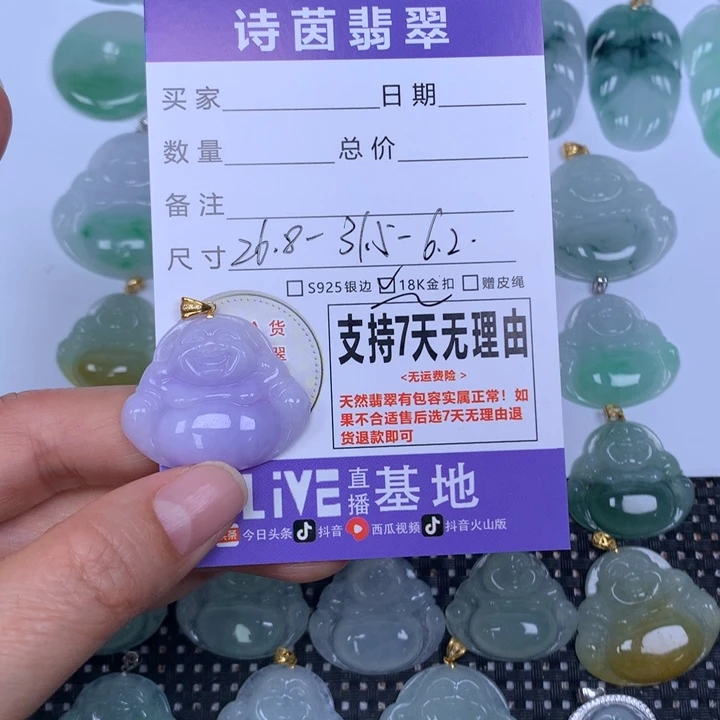 诗茵翡翠
买家 日期
数量 总价
备注
尺寸 26.8-31.5-6.2.
S925银边 18K金扣 赠皮绳
货
翠
支持7天无理由
<无运费险>
天然翡翠有包容实属正常！如
果不合适售后选7天无理由退
货退款即可
LiVE 直播 基地
头条 今日头条 抖音 西瓜视频 抖音火山版